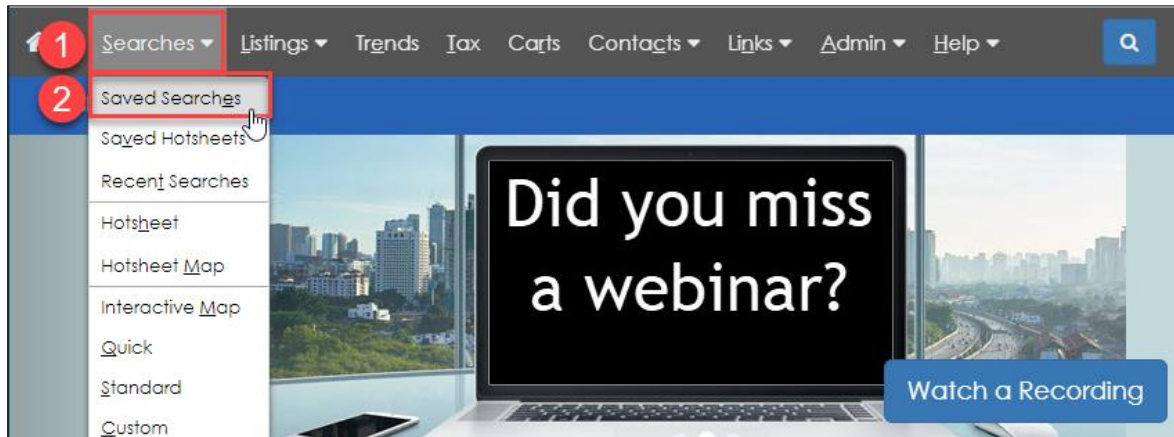 1 Searches Listings Trends Tax Carts Contacts Links Admin Help
2 Saved Searches
Saved Hotsheets
Recent Searches
Hotsheet
Hotsheet Map
Interactive Map
Quick
Standard
Custom
Did you miss
a webinar?
Watch a Recording